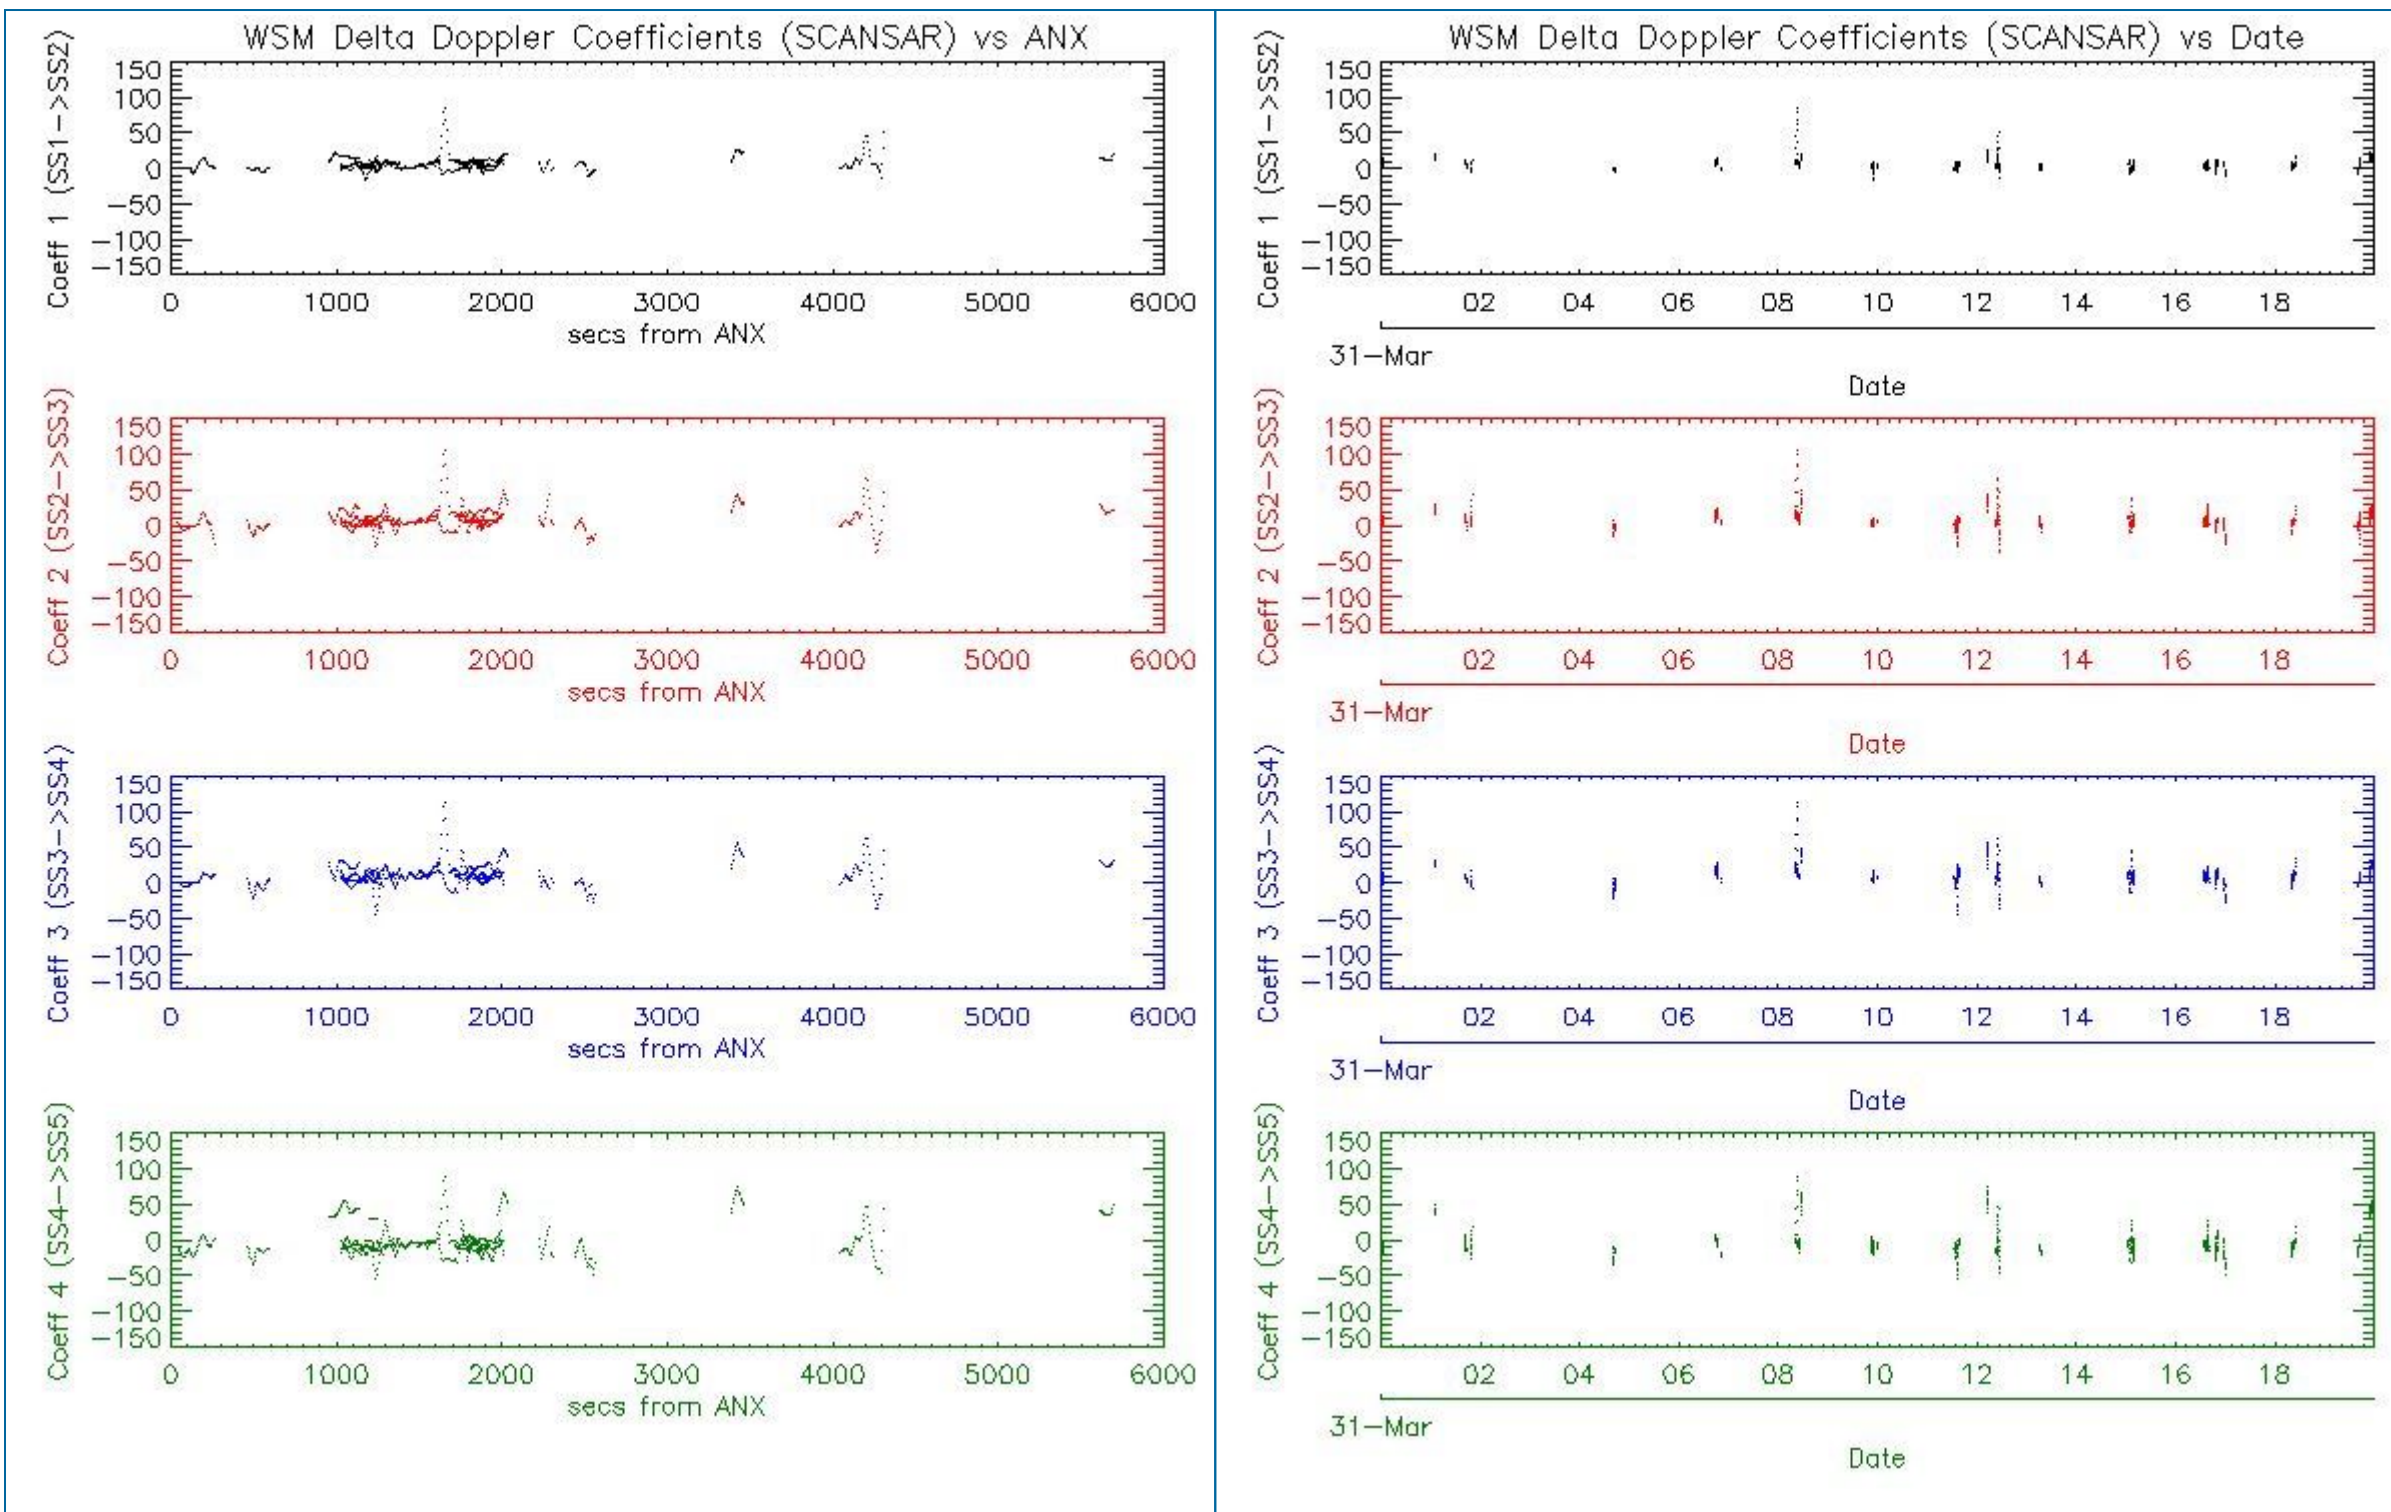 WSM Delta Doppler Coefficients (SCANSAR) vs ANX
Coeff 1 (SS1->SS2)
150
100
50
0
-50
-100
-150
0 1000 2000 3000 4000 5000 6000
secs from ANX
Coeff 2 (SS2->SS3)
150
100
50
0
-50
-100
-150
0 1000 2000 3000 4000 5000 6000
secs from ANX
Coeff 3 (SS3->SS4)
150
100
50
0
-50
-100
-150
0 1000 2000 3000 4000 5000 6000
secs from ANX
Coeff 4 (SS4->SS5)
150
100
50
0
-50
-100
-150
0 1000 2000 3000 4000 5000 6000
secs from ANX
WSM Delta Doppler Coefficients (SCANSAR) vs Date
Coeff 1 (SS1->SS2)
150
100
50
0
-50
-100
-150
02 04 06 08 10 12 14 16 18
31-Mar
Date
Coeff 2 (SS2->SS3)
150
100
50
0
-50
-100
-150
02 04 06 08 10 12 14 16 18
31-Mar
Date
Coeff 3 (SS3->SS4)
150
100
50
0
-50
-100
-150
02 04 06 08 10 12 14 16 18
31-Mar
Date
Coeff 4 (SS4->SS5)
150
100
50
0
-50
-100
-150
02 04 06 08 10 12 14 16 18
31-Mar
Date